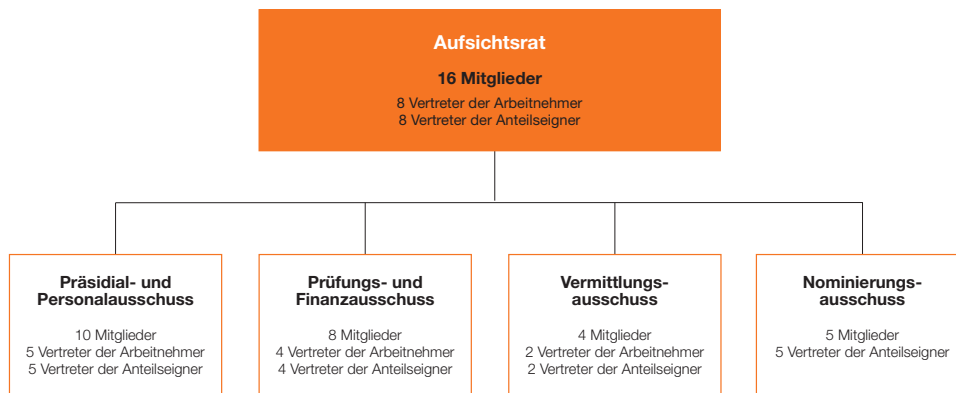 Aufsichtsrat
16 Mitglieder
8 Vertreter der Arbeitnehmer
8 Vertreter der Anteilseigner
Präsidial- und
Personalausschuss
10 Mitglieder
5 Vertreter der Arbeitnehmer
5 Vertreter der Anteilseigner
Prüfungs- und
Finanzausschuss
8 Mitglieder
4 Vertreter der Arbeitnehmer
4 Vertreter der Anteilseigner
Vermittlungs-
ausschuss
4 Mitglieder
2 Vertreter der Arbeitnehmer
2 Vertreter der Anteilseigner
Nominierungs-
ausschuss
5 Mitglieder
5 Vertreter der Anteilseigner